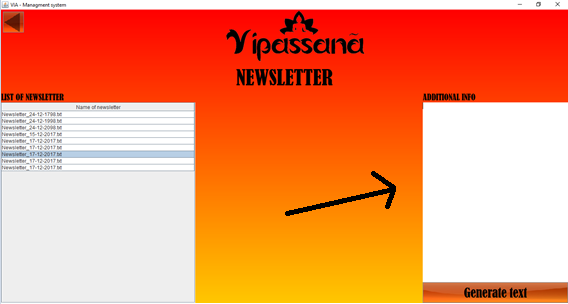 VIA - Managment system
Vipassanā
NEWSLETTER
LIST OF NEWSLETTER
Name of newsletter
Newsletter_24-12-1798.txt
Newsletter_24-12-1998.txt
Newsletter_24-12-2098.txt
Newsletter_15-12-2017.txt
Newsletter_17-12-2017.txt
Newsletter_17-12-2017.txt
Newsletter_17-12-2017.txt
Newsletter_17-12-2017.txt
Newsletter_17-12-2017.txt
ADDITIONAL INFO
Generate text